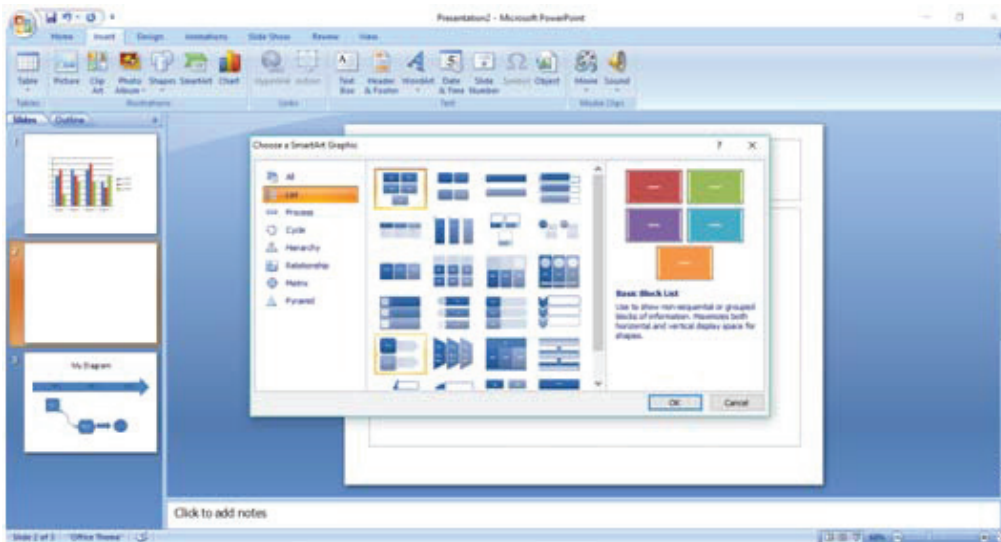 Presentation2 - Microsoft PowerPoint
Home Insert Design Animations Slide Show Review View
Table Picture Clip Art Photo Album Shapes SmartArt Chart Hyperlink Action Text Box Header & Footer WordArt Date & Time Slide Number Symbol Object Movie Sound
Tables Illustrations Links Text Media Clips
Slides Outline
1
2
3
My Diagram
Choose a SmartArt Graphic
All
List
Process
Cycle
Hierarchy
Relationship
Matrix
Pyramid
Basic Block List
Use to show non-sequential or grouped
blocks of information. Maximizes both
horizontal and vertical display space for
shapes.
OK Cancel
Click to add notes
Slide 2 of 3 "Office Theme" 68%